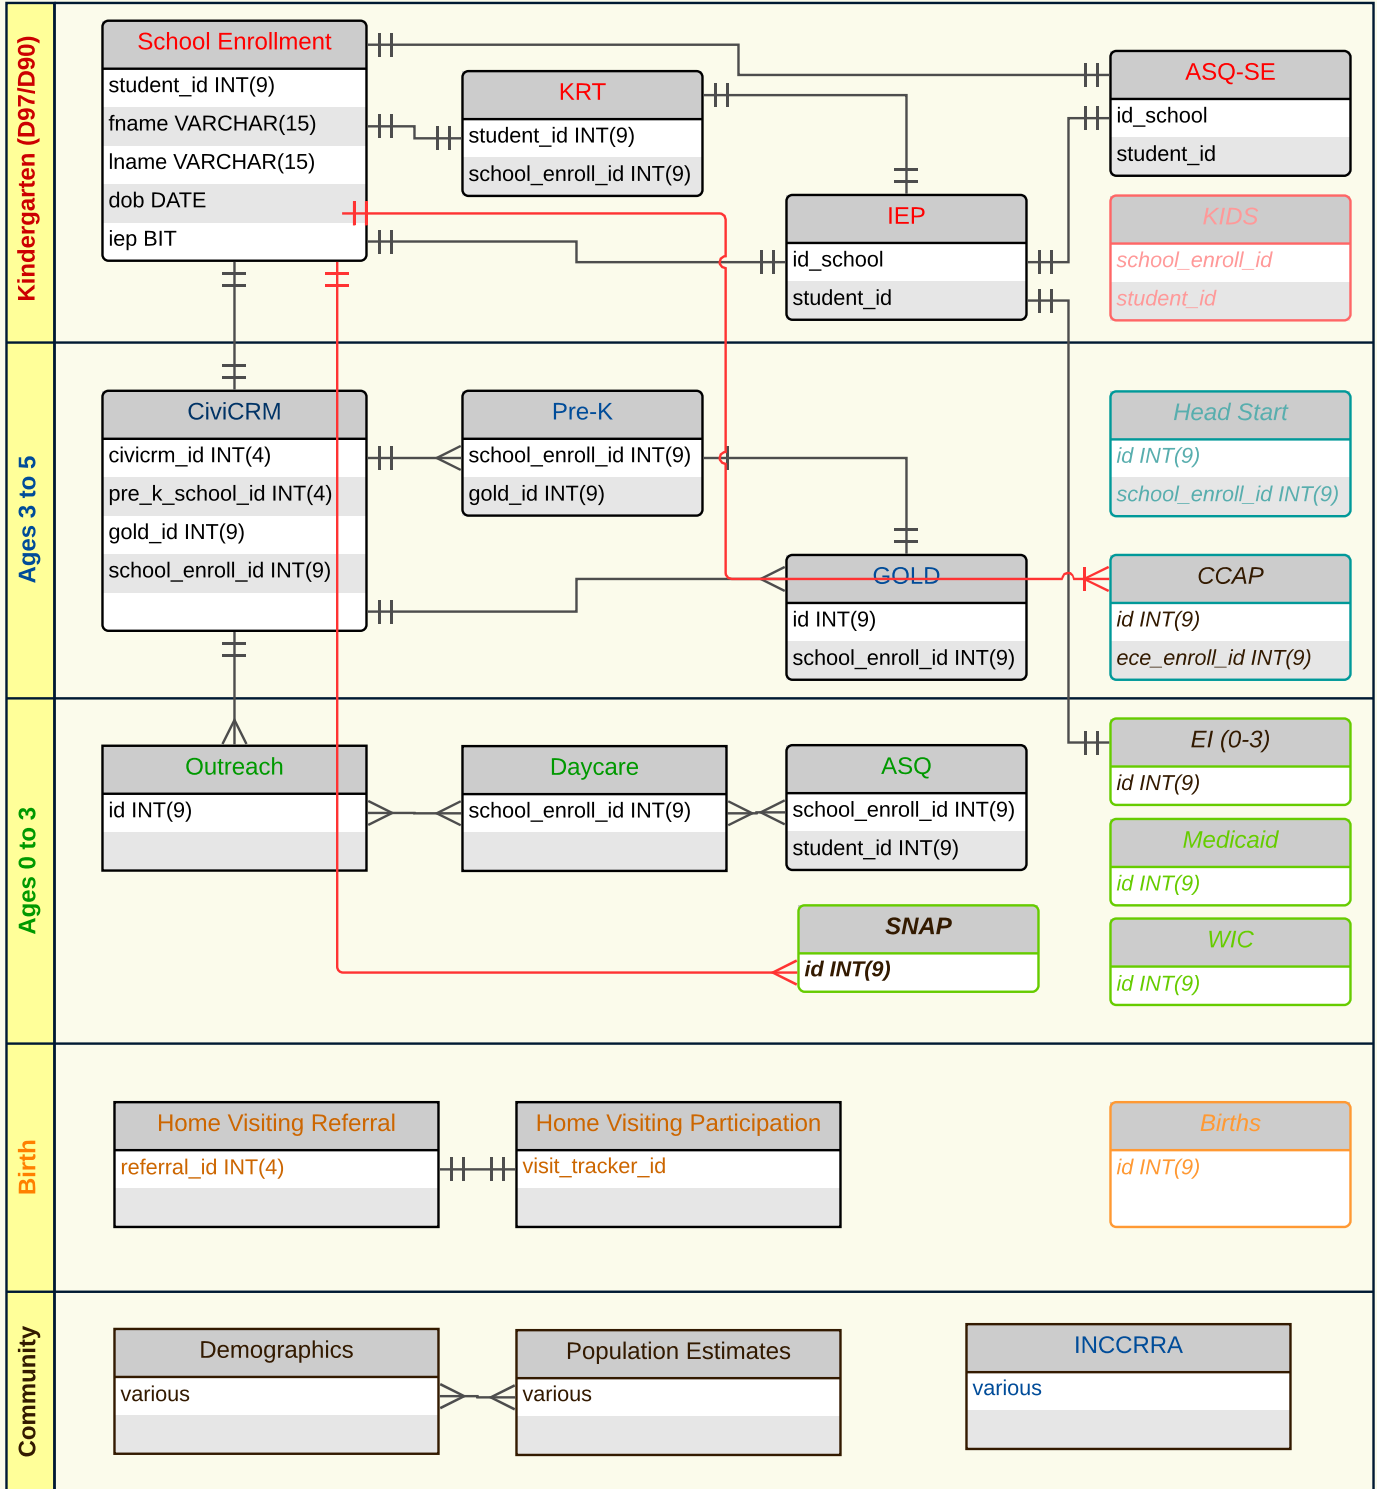 Kindergarten (D97/D90)
School Enrollment
student_id INT(9)
fname VARCHAR(15)
lname VARCHAR(15)
dob DATE
iep BIT
KRT
student_id INT(9)
school_enroll_id INT(9)
IEP
id_school
student_id
ASQ-SE
id_school
student_id
KIDS
school_enroll_id
student_id
Ages 3 to 5
CiviCRM
civicrm_id INT(4)
pre_k_school_id INT(4)
gold_id INT(9)
school_enroll_id INT(9)
Pre-K
school_enroll_id INT(9)
gold_id INT(9)
GOLD
id INT(9)
school_enroll_id INT(9)
Head Start
id INT(9)
school_enroll_id INT(9)
CCAP
id INT(9)
ece_enroll_id INT(9)
Ages 0 to 3
Outreach
id INT(9)
Daycare
school_enroll_id INT(9)
ASQ
school_enroll_id INT(9)
student_id INT(9)
SNAP
id INT(9)
EI (0-3)
id INT(9)
Medicaid
id INT(9)
WIC
id INT(9)
Birth
Home Visiting Referral
referral_id INT(4)
Home Visiting Participation
visit_tracker_id
Births
id INT(9)
Community
Demographics
various
Population Estimates
various
INCCRRA
various